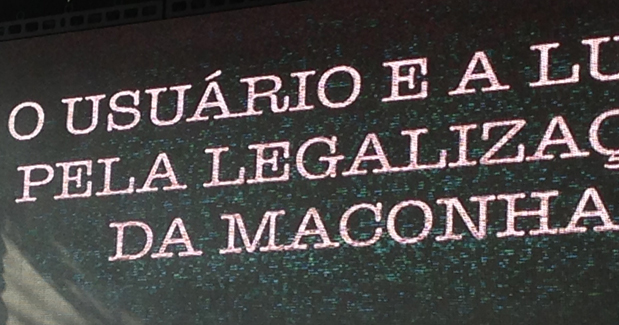 O USUÁRIO E A LU
PELA LEGALIZAÇ
DA MACONHA